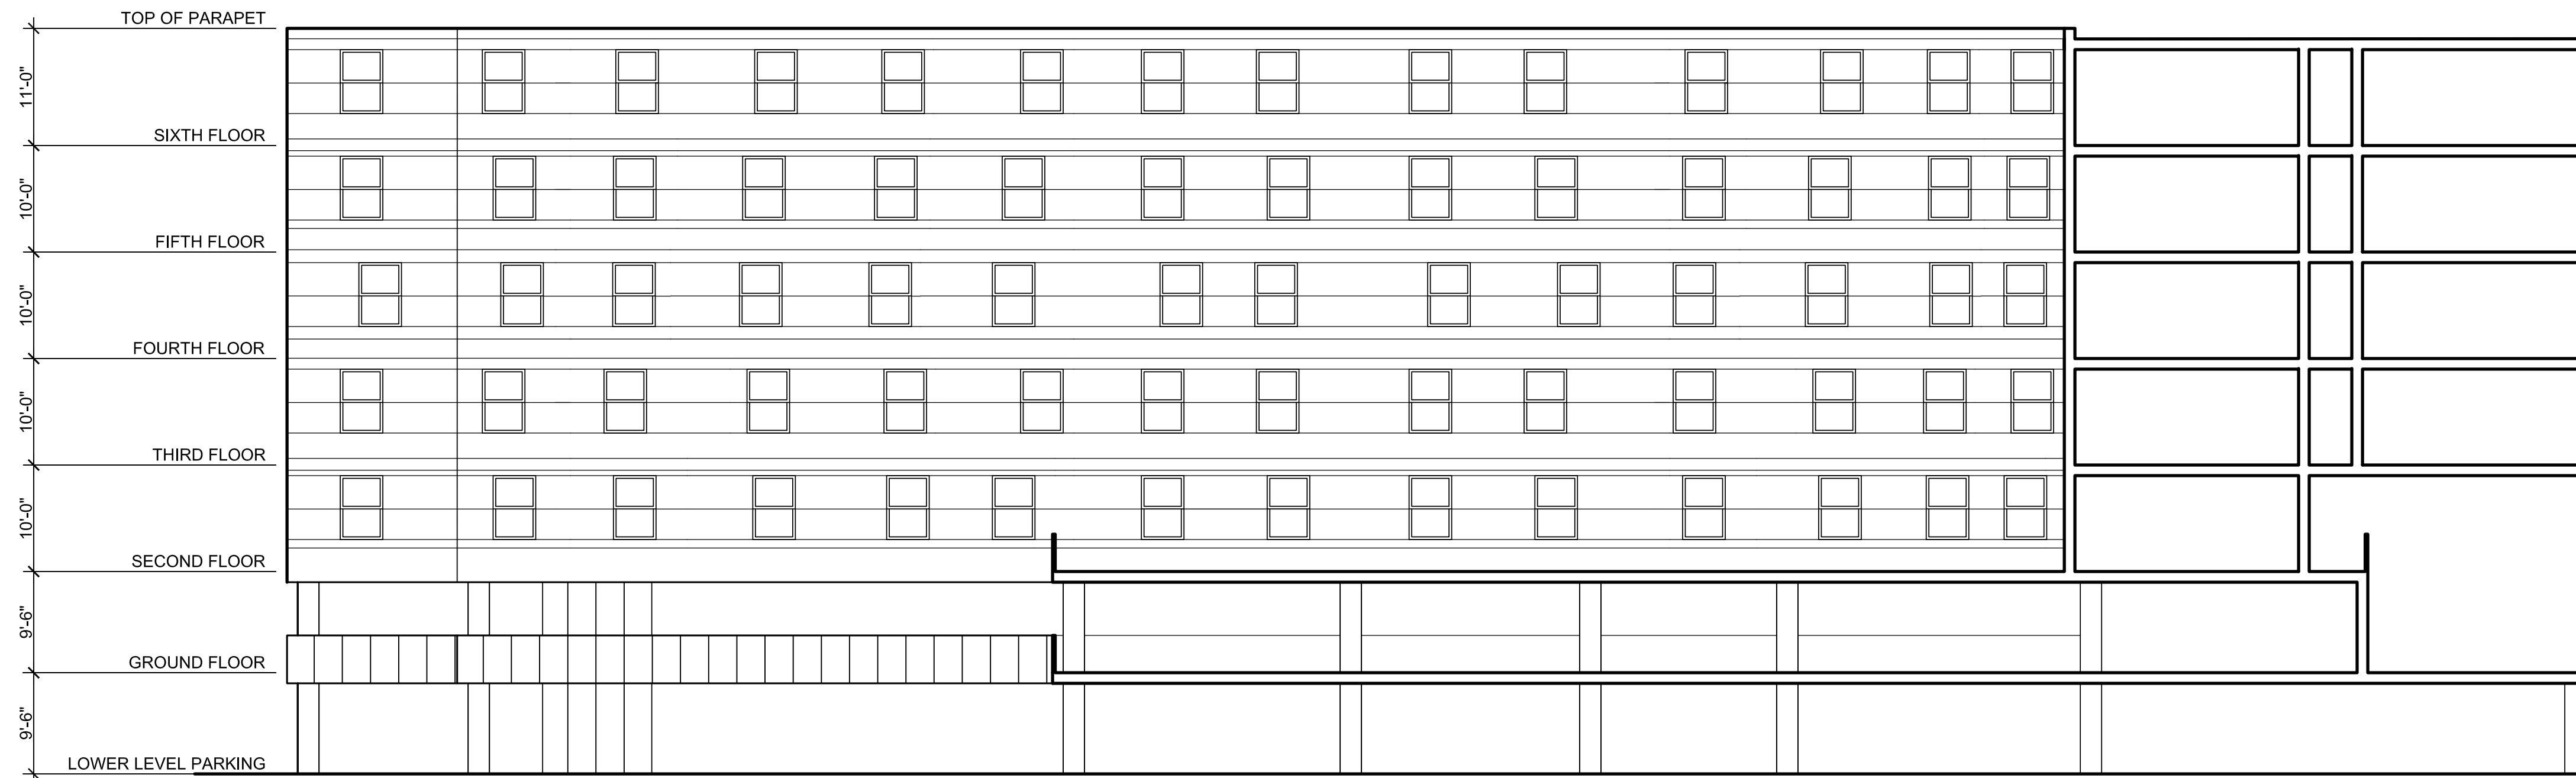 TOP OF PARAPET
11'-0"
SIXTH FLOOR
10'-0"
FIFTH FLOOR
10'-0"
FOURTH FLOOR
10'-0"
THIRD FLOOR
10'-0"
SECOND FLOOR
9'-6"
GROUND FLOOR
9'-6"
LOWER LEVEL PARKING